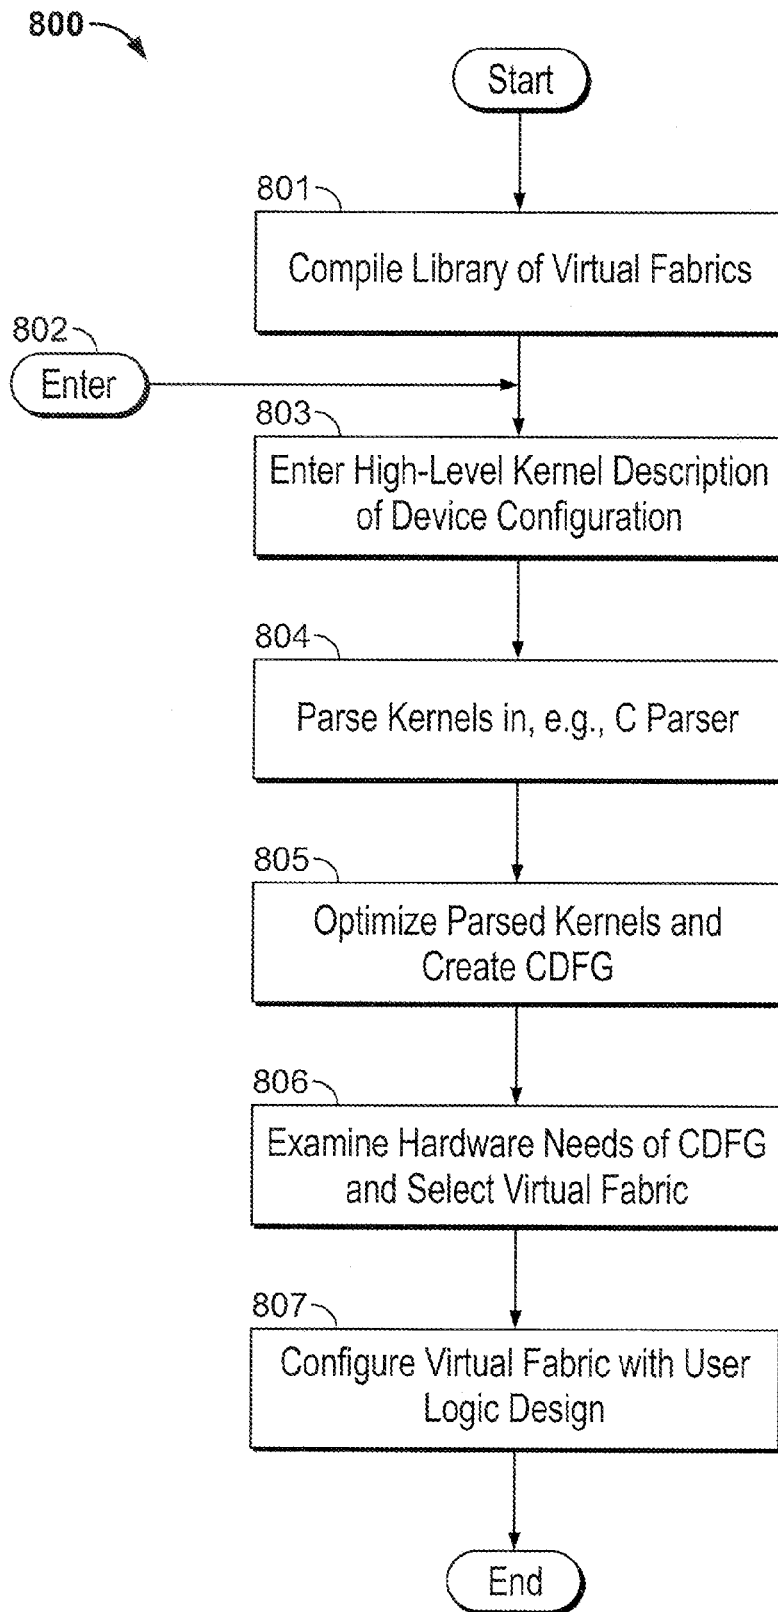 800
Start
801
Compile Library of Virtual Fabrics
802
Enter
803
Enter High-Level Kernel Description
of Device Configuration
804
Parse Kernels in, e.g., C Parser
805
Optimize Parsed Kernels and
Create CDFG
806
Examine Hardware Needs of CDFG
and Select Virtual Fabric
807
Configure Virtual Fabric with User
Logic Design
End